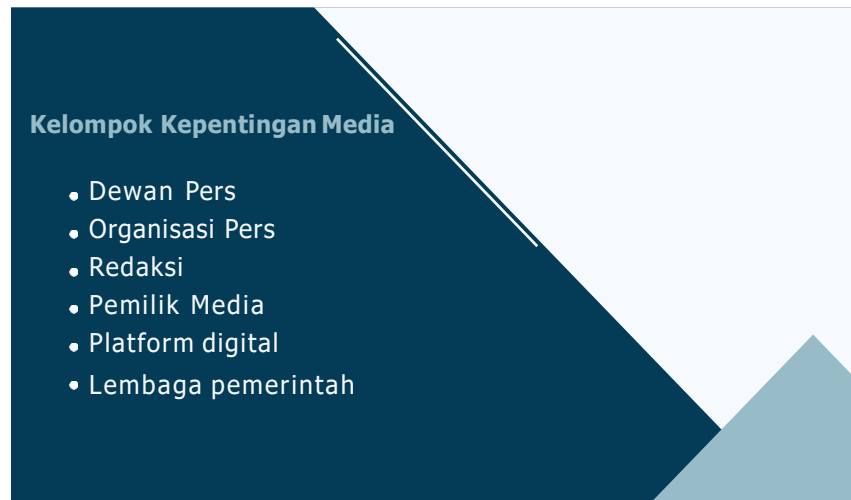 Kelompok Kepentingan Media
Dewan Pers
Organisasi Pers
Redaksi
Pemilik Media
Platform digital
Lembaga pemerintah